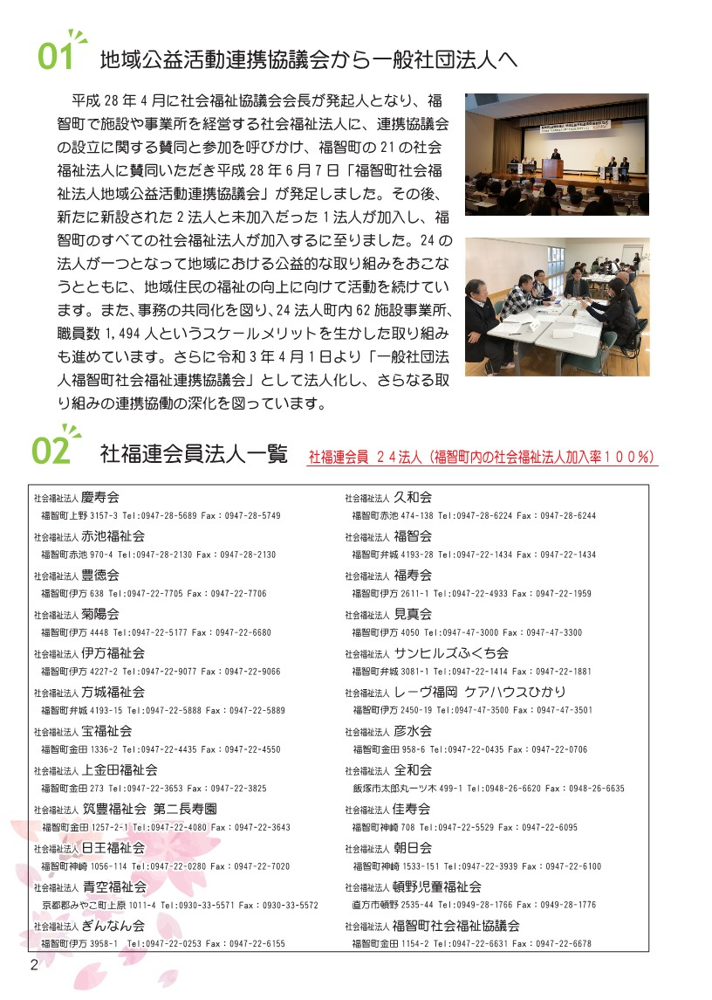 01 地域公益活動連携協議会から一般社団法人へ
平成 28 年 4 月に社会福祉協議会会長が発起人となり、福
智町で施設や事業所を経営する社会福祉法人に、連携協議会
の設立に関する賛同と参加を呼びかけ、福智町の 21 の社会
福祉法人に賛同いただき平成 28 年 6 月 7 日「福智町社会福
祉法人地域公益活動連携協議会」が発足しました。その後、
新たに新設された 2 法人と未加入だった 1 法人が加入し、福
智町のすべての社会福祉法人が加入するに至りました。24 の
法人が一つとなって地域における公益的な取り組みをおこな
うとともに、地域住民の福祉の向上に向けて活動を続けてい
ます。また、事務の共同化を図り、24 法人町内 62 施設事業所、
職員数 1,494 人というスケールメリットを生かした取り組み
も進めています。さらに令和 3 年 4 月 1 日より「一般社団法
人福智町社会福祉連携協議会」として法人化し、さらなる取
り組みの連携協働の深化を図っています。
02 社福連会員法人一覧 社福連会員 24法人(福智町内の社会福祉法人加入率100%)
社会福祉法人 慶寿会
福智町上野 3157-3 Tel:0947-28-5689 Fax:0947-28-5749
社会福祉法人 赤池福祉会
福智町赤池 970-4 Tel:0947-28-2130 Fax:0947-28-2130
社会福祉法人 豊徳会
福智町伊方 638 Tel:0947-22-7705 Fax:0947-22-7706
社会福祉法人 菊陽会
福智町伊方 4448 Tel:0947-22-5177 Fax:0947-22-6680
社会福祉法人 伊方福祉会
福智町伊方 4227-2 Tel:0947-22-9077 Fax:0947-22-9066
社会福祉法人 方城福祉会
福智町弁城 4193-15 Tel:0947-22-5888 Fax:0947-22-5889
社会福祉法人 宝福祉会
福智町金田 1336-2 Tel:0947-22-4435 Fax:0947-22-4550
社会福祉法人 上金田福祉会
福智町金田 273 Tel:0947-22-3653 Fax:0947-22-3825
社会福祉法人 筑豊福祉会 第二長寿園
福智町金田 1257-2-1 Tel:0947-22-4080 Fax:0947-22-3643
社会福祉法人 日王福祉会
福智町神崎 1056-114 Tel:0947-22-0280 Fax:0947-22-7020
社会福祉法人 青空福祉会
京都郡みやこ町上原 1011-4 Tel:0930-33-5571 Fax:0930-33-5572
社会福祉法人 ぎんなん会
福智町伊方 3958-1 Tel:0947-22-0253 Fax:0947-22-6155
社会福祉法人 久和会
福智町赤池 474-138 Tel:0947-28-6224 Fax:0947-28-6244
社会福祉法人 福智会
福智町弁城 4193-28 Tel:0947-22-1434 Fax:0947-22-1434
社会福祉法人 福寿会
福智町伊方 2611-1 Tel:0947-22-4933 Fax:0947-22-1959
社会福祉法人 見真会
福智町伊方 4050 Tel:0947-47-3000 Fax:0947-47-3300
社会福祉法人 サンヒルズふくち会
福智町弁城 3081-1 Tel:0947-22-1414 Fax:0947-22-1881
社会福祉法人 レーヴ福岡 ケアハウスひかり
福智町伊方 2450-19 Tel:0947-47-3500 Fax:0947-47-3501
社会福祉法人 彦水会
福智町金田 958-6 Tel:0947-22-0435 Fax:0947-22-0706
社会福祉法人 全和会
飯塚市太郎丸一ツ木 499-1 Tel:0948-26-6620 Fax:0948-26-6635
社会福祉法人 佳寿会
福智町神崎 708 Tel:0947-22-5529 Fax:0947-22-6095
社会福祉法人 朝日会
福智町神崎 1533-151 Tel:0947-22-3939 Fax:0947-22-6100
社会福祉法人 頓野児童福祉会
直方市頓野 2535-44 Tel:0949-28-1766 Fax:0949-28-1776
社会福祉法人 福智町社会福祉協議会
福智町金田 1154-2 Tel:0947-22-6631 Fax:0947-22-6678
2